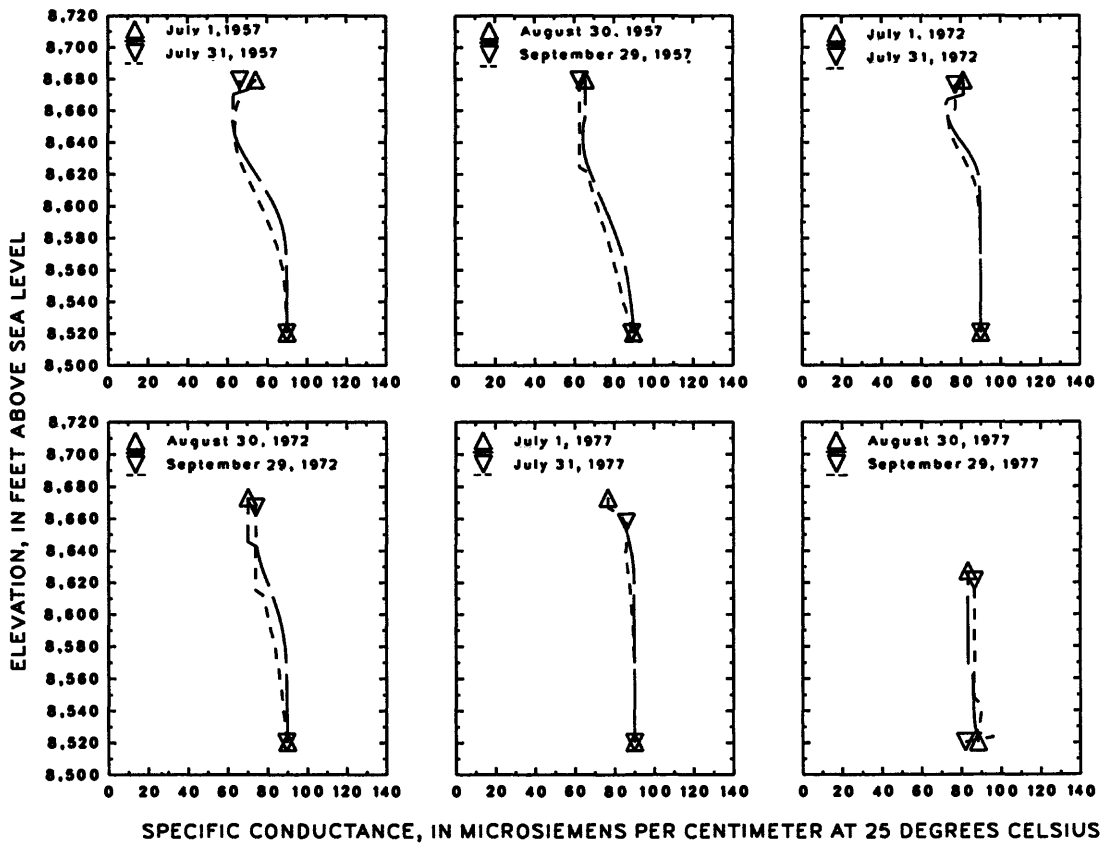 8,720
8,700
8,680
8,660
8,640
8,620
8,600
8,580
8,560
8,540
8,520
8,500
July 1,1957
July 31, 1957
0 20 40 60 80 100 120 140
August 30, 1957
September 29, 1957
0 20 40 60 80 100 120 140
July 1, 1972
July 31, 1972
0 20 40 60 80 100 120 140
ELEVATION, IN FEET ABOVE SEA LEVEL
8,720
8,700
8,680
8,660
8,640
8,620
8,600
8,580
8,560
8,540
8,520
8,500
August 30, 1972
September 29, 1972
0 20 40 60 80 100 120 140
July 1, 1977
July 31, 1977
0 20 40 60 80 100 120 140
August 30, 1977
September 29, 1977
0 20 40 60 80 100 120 140
SPECIFIC CONDUCTANCE, IN MICROSIEMENS PER CENTIMETER AT 25 DEGREES CELSIUS